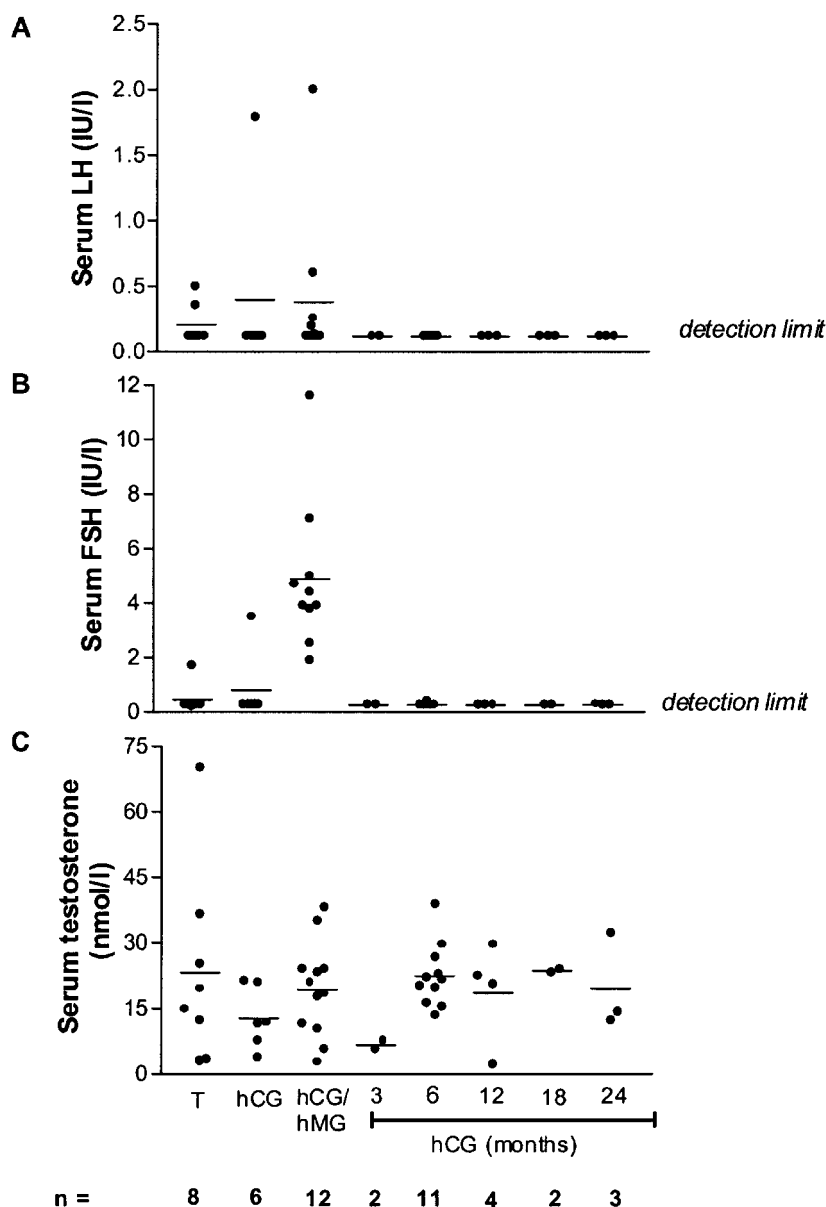 A
Serum LH (IU/l)
2.5
2.0
1.5
1.0
0.5
0.0
detection limit
B
Serum FSH (IU/l)
12
10
8
6
4
2
0
detection limit
C
Serum testosterone
(nmol/l)
75
60
45
30
15
0
T hCG hCG/ 3 6 12 18 24
hMG
hCG (months)
n = 8 6 12 2 11 4 2 3